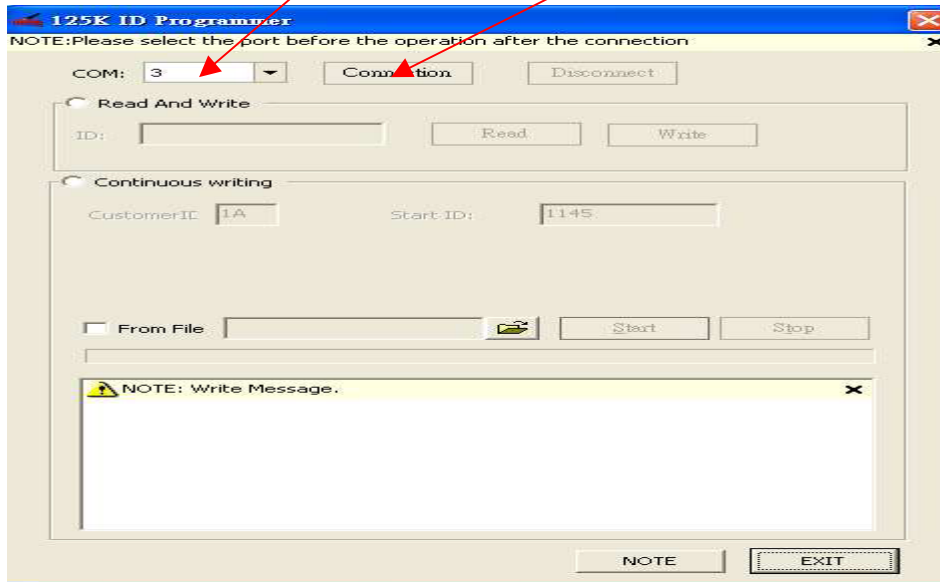 125K ID Programmer
NOTE:Please select the port before the operation after the connection
COM: 3 Connection Disconnect
Read And Write
ID: Read Write
Continuous writing
CustomerID 1A Start ID: 1145
From File Start Stop
NOTE: Write Message.
NOTE EXIT